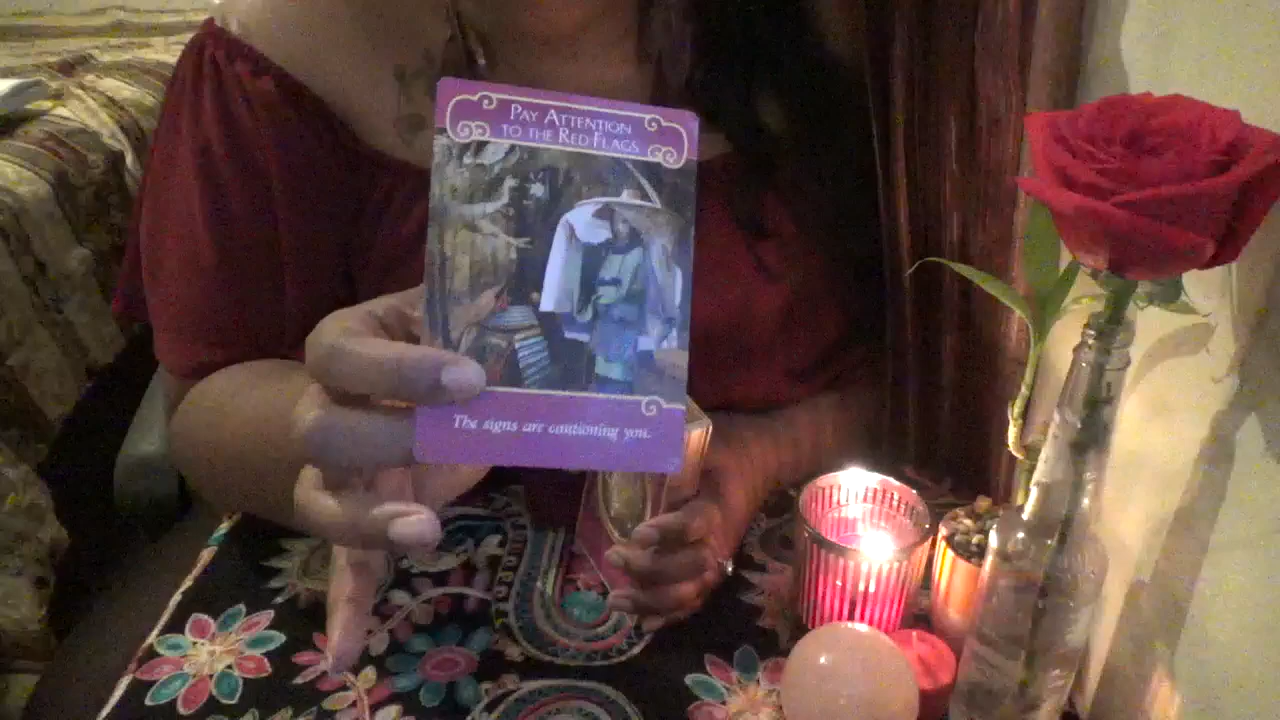 Pay Attention
to the Red Flags
The signs are cautioning you.